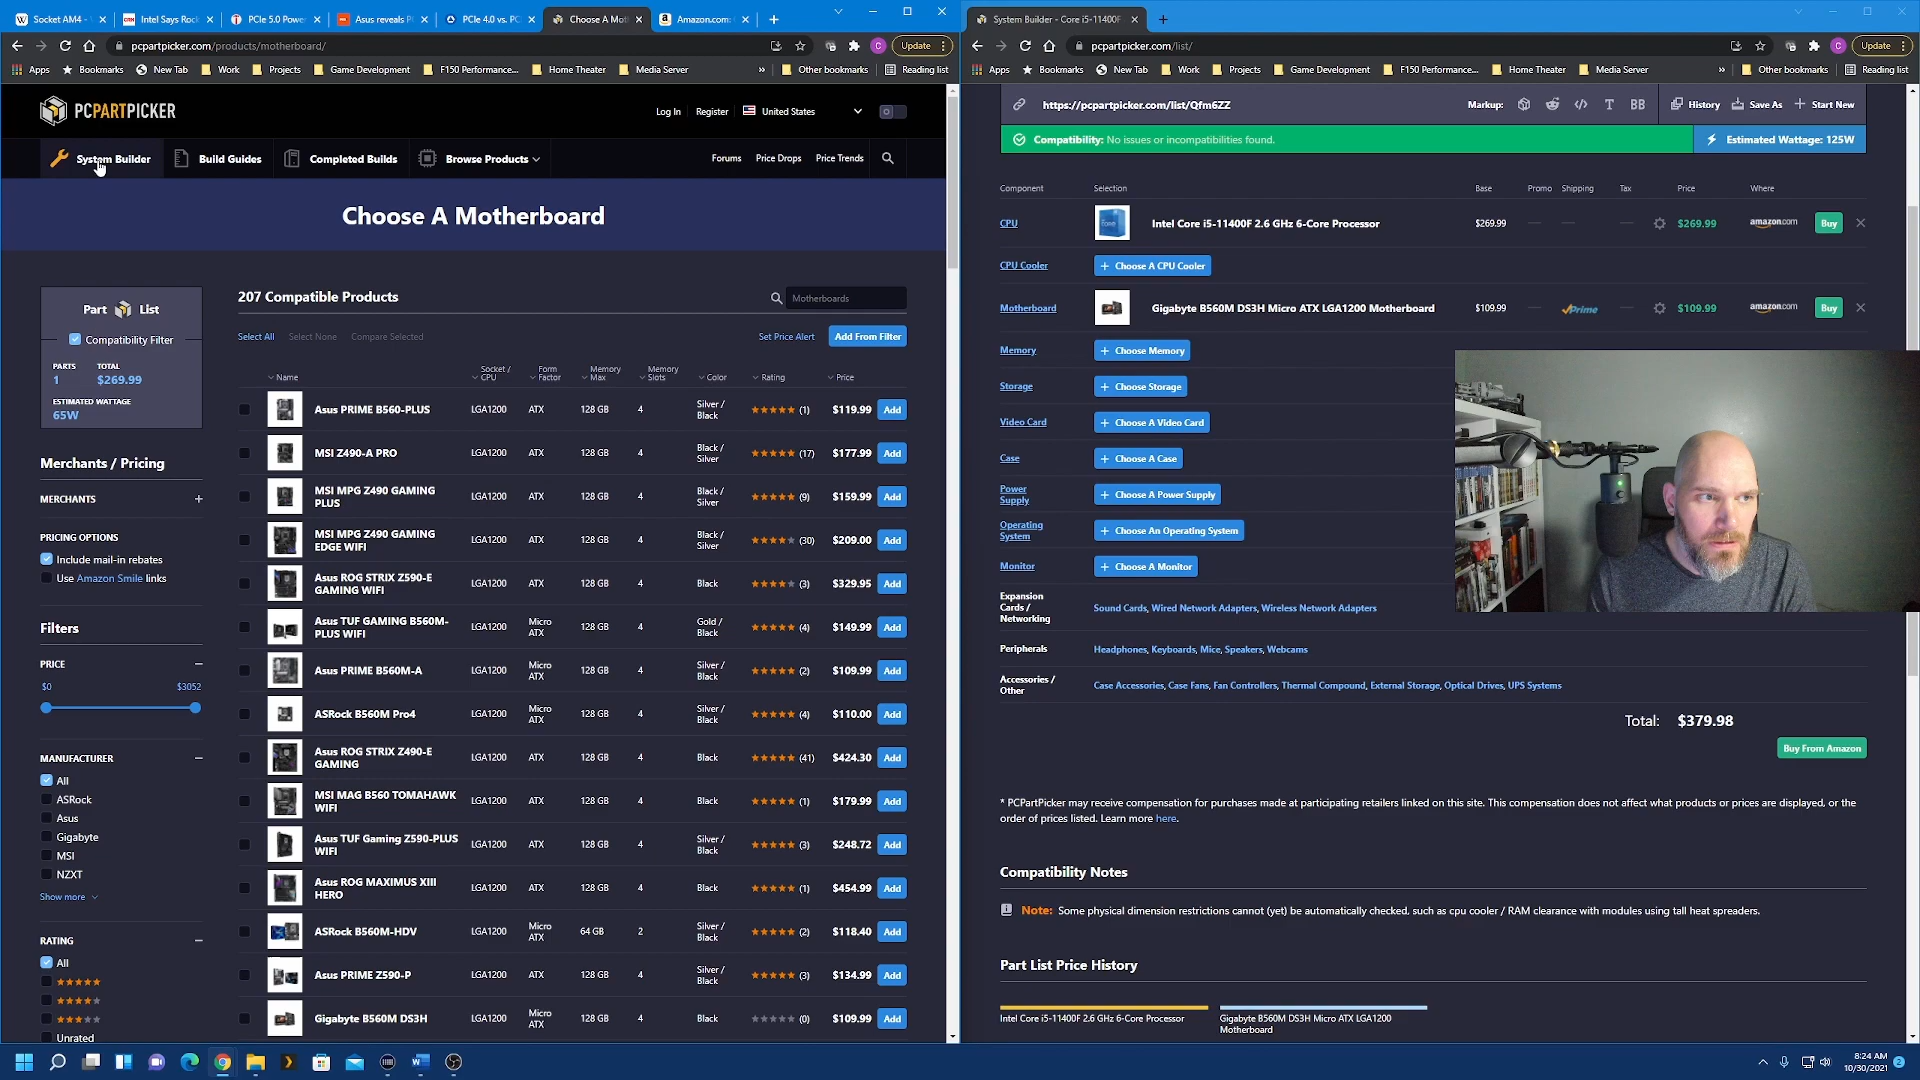 Socket AM4 -
Intel Says Rock
PCIe 5.0 Power
Asus reveals P
PCIe 4.0 vs. PC
Choose A Mot
Amazon.com:
pcpartpicker.com/products/motherboard/
Update
Apps
Bookmarks
New Tab
Work
Projects
Game Development
F150 Performance...
Home Theater
Media Server
»
Other bookmarks
Reading list
PCPARTPICKER
Log In
Register
United States
System Builder
Build Guides
Completed Builds
Browse Products
Forums
Price Drops
Price Trends
Choose A Motherboard
Part List
Compatibility Filter
PARTS TOTAL
1 $269.99
ESTIMATED WATTAGE
65W
Merchants / Pricing
MERCHANTS +
PRICING OPTIONS
Include mail-in rebates
Use Amazon Smile links
Filters
PRICE
$0 $3052
MANUFACTURER
All
ASRock
Asus
Gigabyte
MSI
NZXT
Show more
RATING
All
Unrated
207 Compatible Products
Motherboards
Select All Select None Compare Selected
Set Price Alert
Add From Filter
Name Socket / CPU Form Factor Memory Max Memory Slots Color Rating Price
Asus PRIME B560-PLUS LGA1200 ATX 128 GB 4 Silver / Black (1) $119.99 Add
MSI Z490-A PRO LGA1200 ATX 128 GB 4 Black / Silver (17) $177.99 Add
MSI MPG Z490 GAMING PLUS LGA1200 ATX 128 GB 4 Black / Silver (9) $159.99 Add
MSI MPG Z490 GAMING EDGE WIFI LGA1200 ATX 128 GB 4 Black / Silver (30) $209.00 Add
Asus ROG STRIX Z590-E GAMING WIFI LGA1200 ATX 128 GB 4 Black (3) $329.95 Add
Asus TUF GAMING B560M-PLUS WIFI LGA1200 Micro ATX 128 GB 4 Gold / Black (4) $149.99 Add
Asus PRIME B560M-A LGA1200 Micro ATX 128 GB 4 Silver / Black (2) $109.99 Add
ASRock B560M Pro4 LGA1200 Micro ATX 128 GB 4 Silver / Black (4) $110.00 Add
Asus ROG STRIX Z490-E GAMING LGA1200 ATX 128 GB 4 Black (41) $424.30 Add
MSI MAG B560 TOMAHAWK WIFI LGA1200 ATX 128 GB 4 Black (1) $179.99 Add
Asus TUF Gaming Z590-PLUS WIFI LGA1200 ATX 128 GB 4 Silver / Black (3) $248.72 Add
Asus ROG MAXIMUS XIII HERO LGA1200 ATX 128 GB 4 Black (1) $454.99 Add
ASRock B560M-HDV LGA1200 Micro ATX 64 GB 2 Silver / Black (2) $118.40 Add
Asus PRIME Z590-P LGA1200 ATX 128 GB 4 Silver / Black (3) $134.99 Add
Gigabyte B560M DS3H LGA1200 Micro ATX 128 GB 4 Black (0) $109.99 Add
System Builder - Core i5-11400F
pcpartpicker.com/list/
Update
Apps
Bookmarks
New Tab
Work
Projects
Game Development
F150 Performance...
Home Theater
Media Server
»
Other bookmarks
Reading list
https://pcpartpicker.com/list/Qfm6ZZ
Markup: T BB
History Save As + Start New
Compatibility: No issues or incompatibilities found.
Estimated Wattage: 125W
Component Selection Base Promo Shipping Tax Price Where
CPU Intel Core i5-11400F 2.6 GHz 6-Core Processor $269.99 — — — $269.99 amazon.com Buy
CPU Cooler + Choose A CPU Cooler
Motherboard Gigabyte B560M DS3H Micro ATX LGA1200 Motherboard $109.99 — Prime — $109.99 amazon.com Buy
Memory + Choose Memory
Storage + Choose Storage
Video Card + Choose A Video Card
Case + Choose A Case
Power Supply + Choose A Power Supply
Operating System + Choose An Operating System
Monitor + Choose A Monitor
Expansion Cards / Networking Sound Cards, Wired Network Adapters, Wireless Network Adapters
Peripherals Headphones, Keyboards, Mice, Speakers, Webcams
Accessories / Other Case Accessories, Case Fans, Fan Controllers, Thermal Compound, External Storage, Optical Drives, UPS Systems
Total: $379.98
Buy From Amazon
* PCPartPicker may receive compensation for purchases made at participating retailers linked on this site. This compensation does not affect what products or prices are displayed, or the
order of prices listed. Learn more here.
Compatibility Notes
Note: Some physical dimension restrictions cannot (yet) be automatically checked, such as cpu cooler / RAM clearance with modules using tall heat spreaders.
Part List Price History
Intel Core i5-11400F 2.6 GHz 6-Core Processor
Gigabyte B560M DS3H Micro ATX LGA1200
Motherboard
8:24 AM
10/30/2021
2